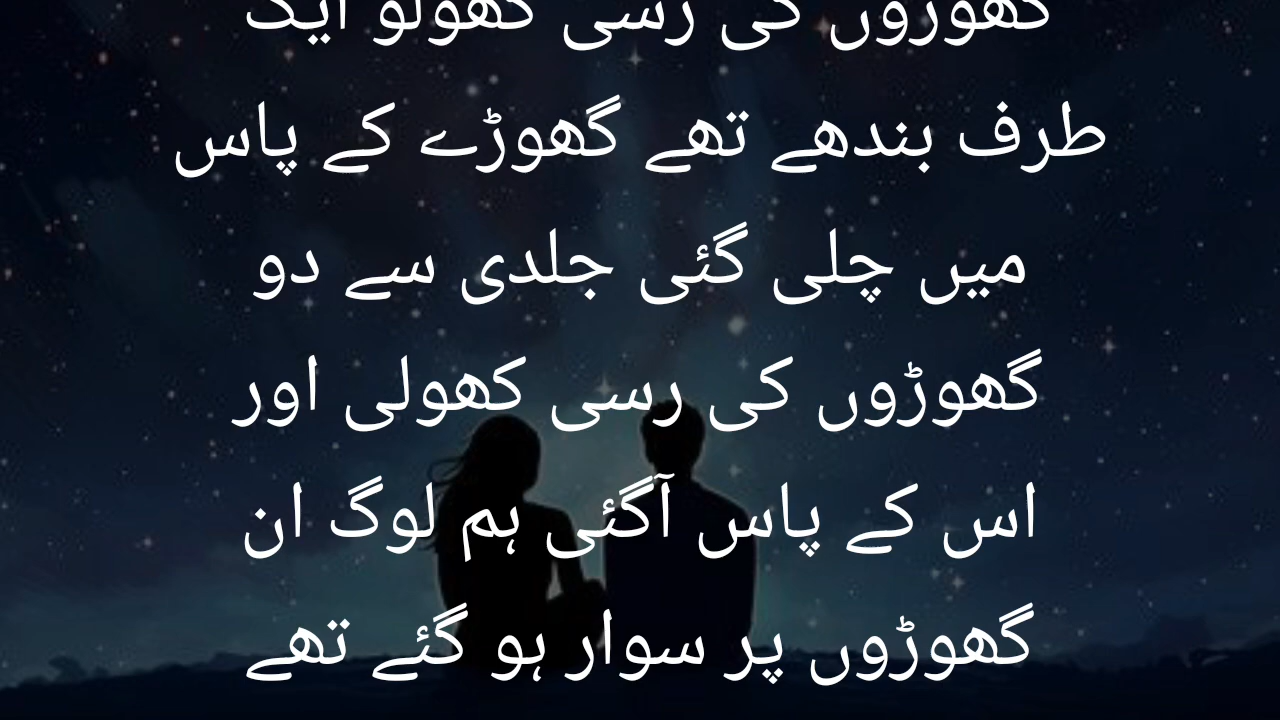 گھوڑوں کی رسی کھولو ایک
طرف بندھے تھے گھوڑے کے پاس
میں چلی گئی جلدی سے دو
گھوڑوں کی رسی کھولی اور
اس کے پاس آگئی ہم لوگ ان
گھوڑوں پر سوار ہو گئے تھے